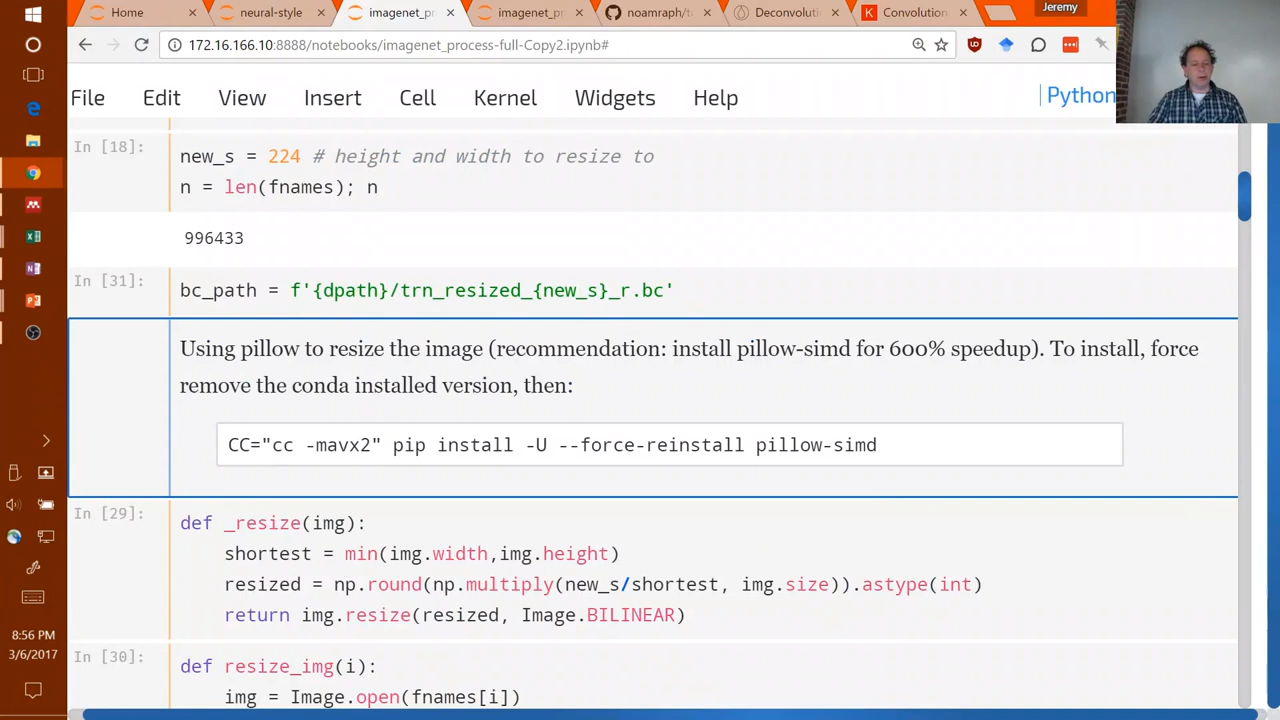 Home
neural-style
imagenet_pr
imagenet_pr
noamraph/t
Deconvoluti
Convolution
Jeremy
172.16.166.10:8888/notebooks/imagenet_process-full-Copy2.ipynb#
File Edit View Insert Cell Kernel Widgets Help Python
In [18]:
new_s = 224 # height and width to resize to
n = len(fnames); n
996433
In [31]:
bc_path = f'{dpath}/trn_resized_{new_s}_r.bc'
Using pillow to resize the image (recommendation: install pillow-simd for 600% speedup). To install, force
remove the conda installed version, then:
CC="cc -mavx2" pip install -U --force-reinstall pillow-simd
In [29]:
def _resize(img):
shortest = min(img.width,img.height)
resized = np.round(np.multiply(new_s/shortest, img.size)).astype(int)
return img.resize(resized, Image.BILINEAR)
In [30]:
def resize_img(i):
img = Image.open(fnames[i])
8:56 PM
3/6/2017